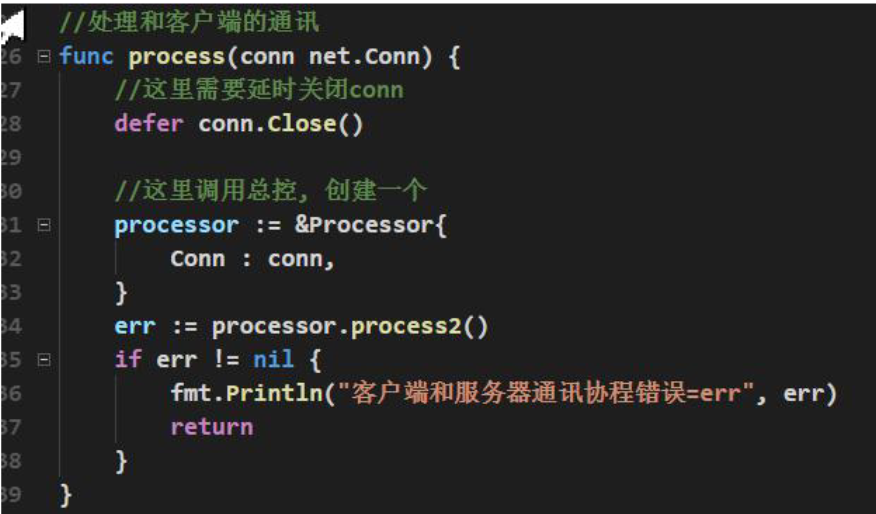 //处理和客户端的通讯
26 func process(conn net.Conn) {
27 //这里需要延时关闭conn
28 defer conn.Close()
29
30 //这里调用总控, 创建一个
31 processor := &Processor{
32 Conn : conn,
33 }
34 err := processor.process2()
35 if err != nil {
36 fmt.Println("客户端和服务器通讯协程错误=err", err)
37 return
38 }
39 }